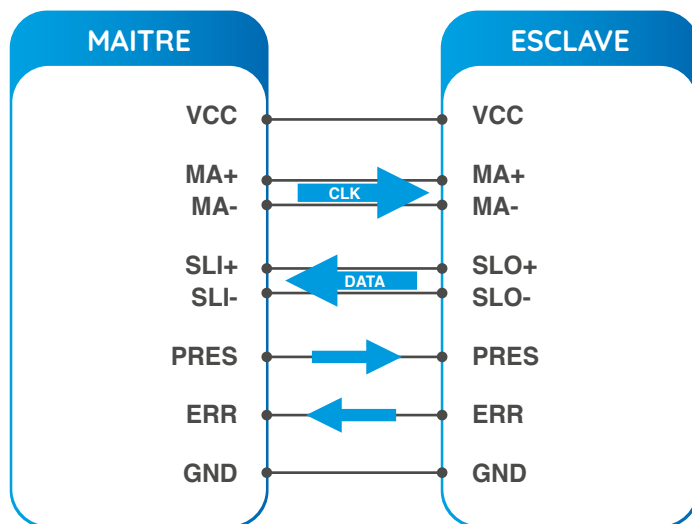 MAITRE
ESCLAVE
VCC
VCC
MA+
MA+
CLK
MA-
MA-
SLI+
SLO+
DATA
SLI-
SLO-
PRES
PRES
ERR
ERR
GND
GND